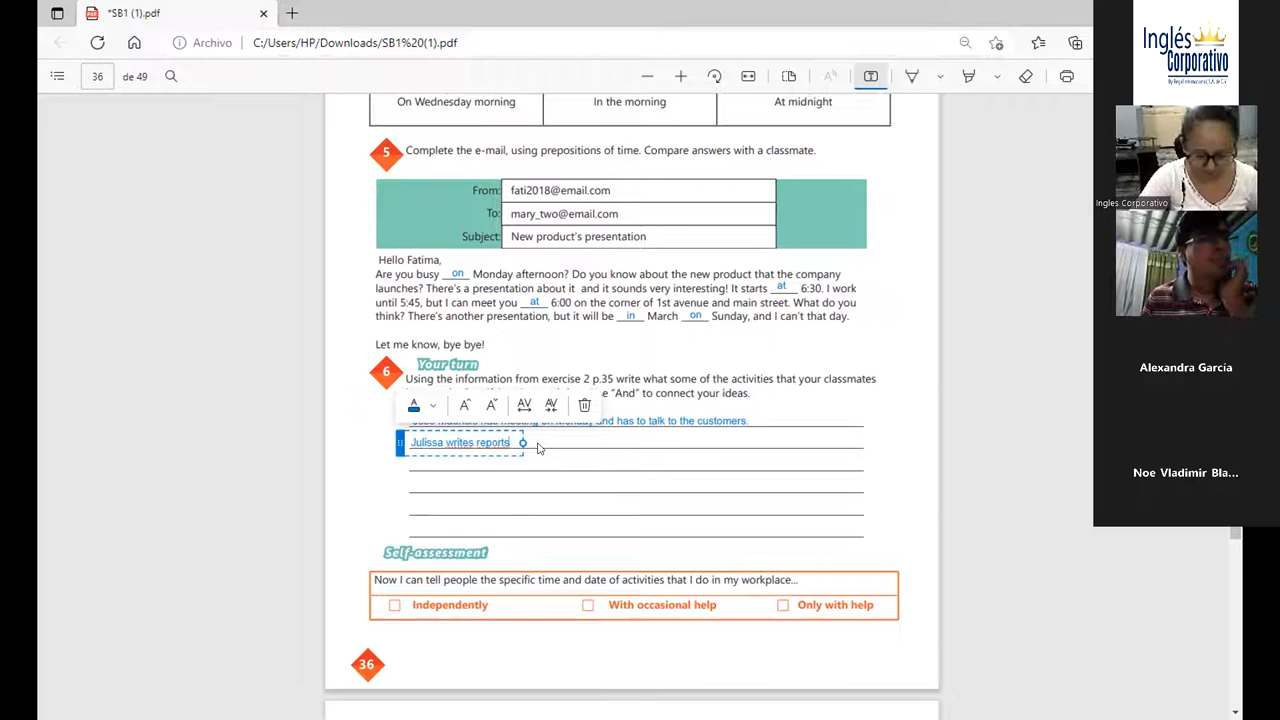 *SB1 (1).pdf
Archivo
C:/Users/HP/Downloads/SB1%20(1).pdf
36
de 49
On Wednesday morning
In the morning
At midnight
5
Complete the e-mail, using prepositions of time. Compare answers with a classmate.
From: fati2018@email.com
To: mary_two@email.com
Subject: New product's presentation
Hello Fatima,
Are you busy on Monday afternoon? Do you know about the new product that the company
launches? There's a presentation about it and it sounds very interesting! It starts at 6:30. I work
until 5:45, but I can meet you at 6:00 on the corner of 1st avenue and main street. What do you
think? There's another presentation, but it will be in March on Sunday, and I can't that day.
Let me know, bye bye!
6
Your turn
Using the information from exercise 2 p.35 write what some of the activities that your classmates
"And" to connect your ideas.
meeting on Monday and has to talk to the customers.
Julissa writes reports
Self-assessment
Now I can tell people the specific time and date of activities that I do in my workplace...
Independently
With occasional help
Only with help
36
Inglés
Corporativo
Ingles Corporativo
Alexandra García
Noe Vladimir Bla...